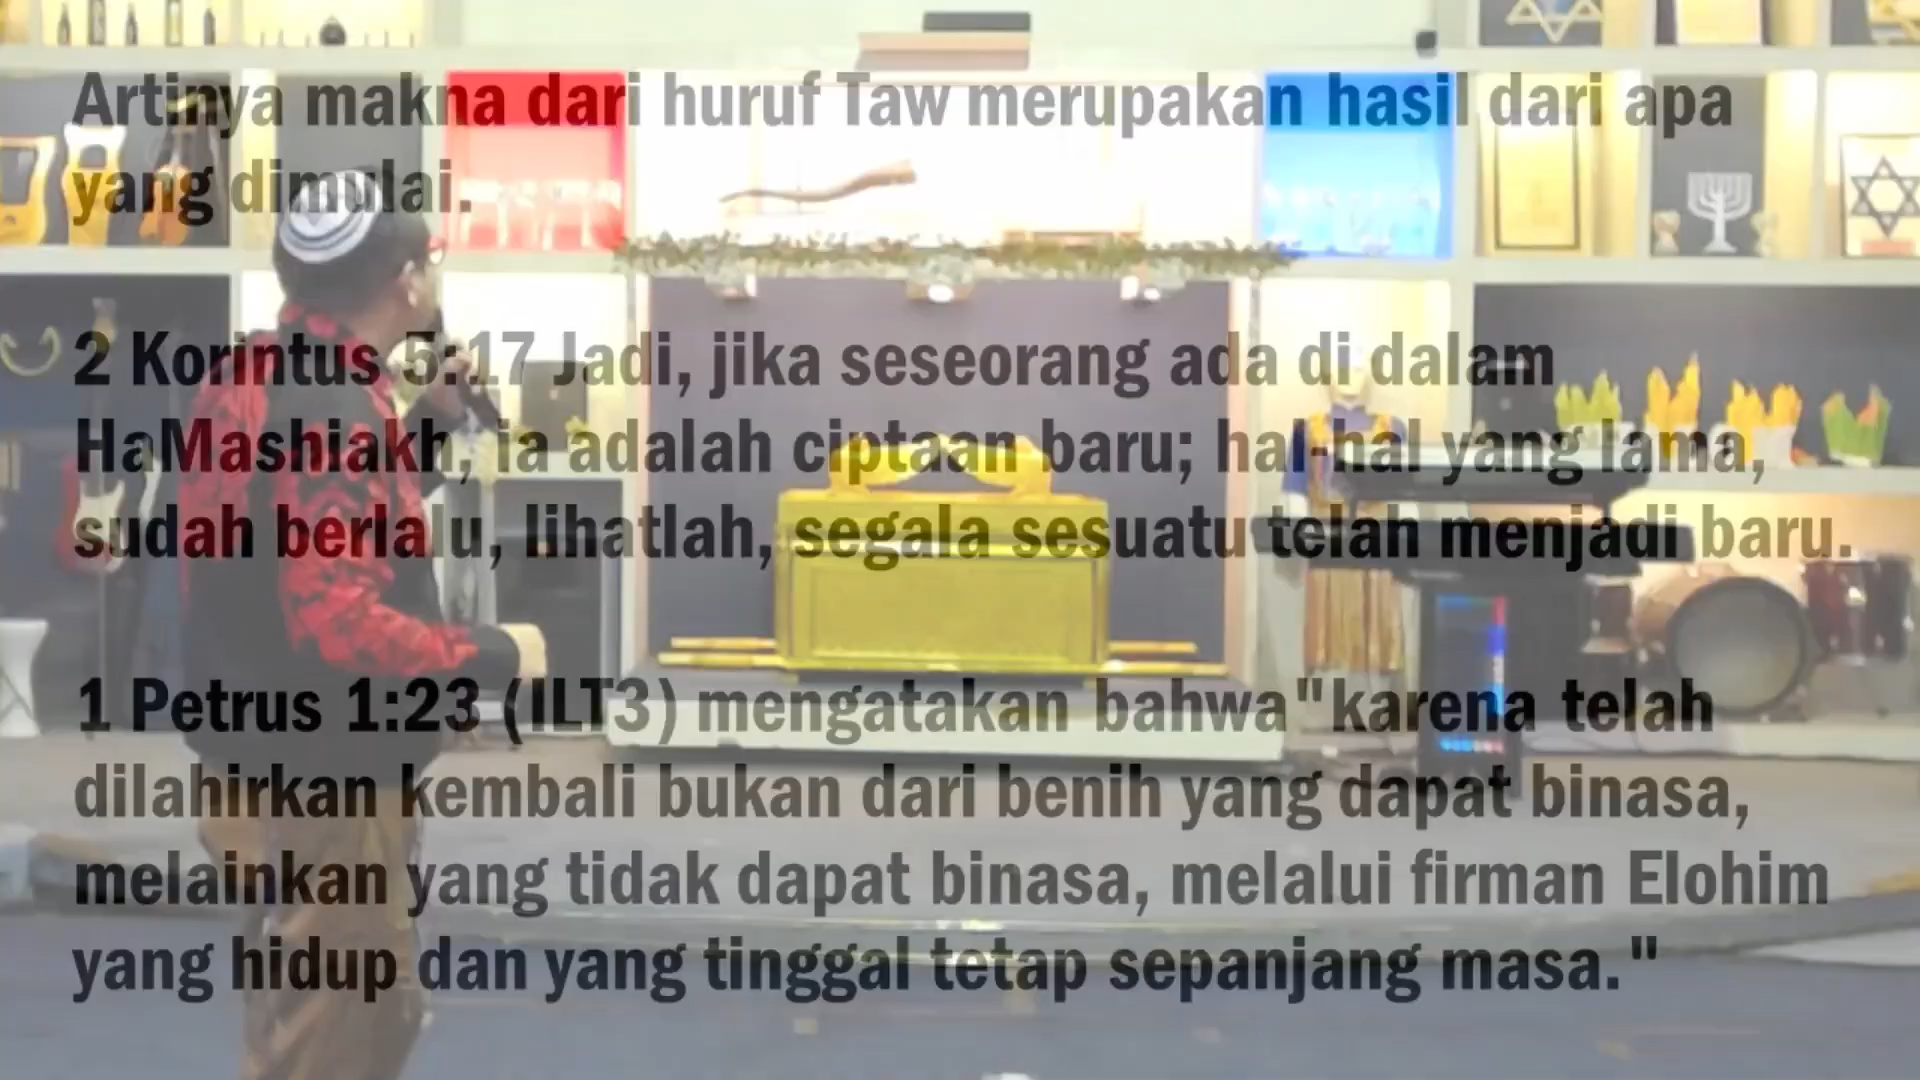 Artinya makna dari huruf Taw merupakan hasil dari apa
yang dimulai.
2 Korintus 5:17 Jadi, jika seseorang ada di dalam
HaMashiakh, ia adalah ciptaan baru; hal-hal yang lama,
sudah berlalu, lihatlah, segala sesuatu telah menjadi baru.
1 Petrus 1:23 (ILT3) mengatakan bahwa"karena telah
dilahirkan kembali bukan dari benih yang dapat binasa,
melainkan yang tidak dapat binasa, melalui firman Elohim
yang hidup dan yang tinggal tetap sepanjang masa."